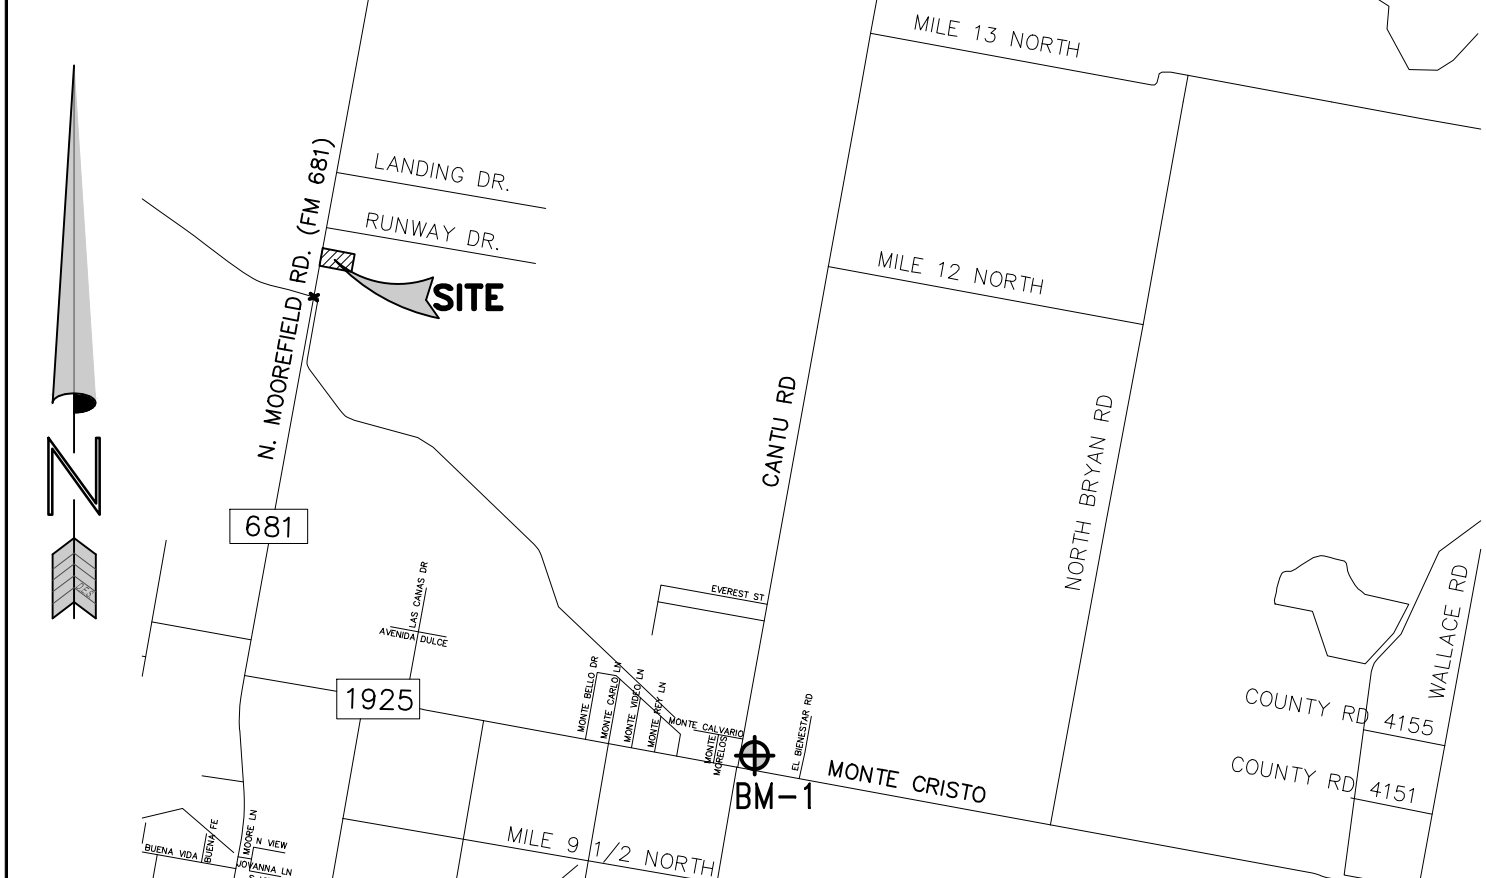 MILE 13 NORTH
N. MOOREFIELD RD. (FM 681)
LANDING DR.
RUNWAY DR.
SITE
MILE 12 NORTH
CANTU RD
NORTH BRYAN RD
N
681
LAS CANAS DR
AVENIDA DULCE
EVEREST ST
WALLACE RD
1925
MONTE BELLO DR
MONTE CARLO LN
MONTE VIDEO LN
MONTE REY LN
MONTE CALVARIO
MONTE
MORELOS
EL BIENESTAR RD
BM-1
MONTE CRISTO
COUNTY RD 4155
COUNTY RD 4151
MILE 9 1/2 NORTH
BUENA VIDA
BUENA FE
MOORE LN
N VIEW
JOVANNA LN